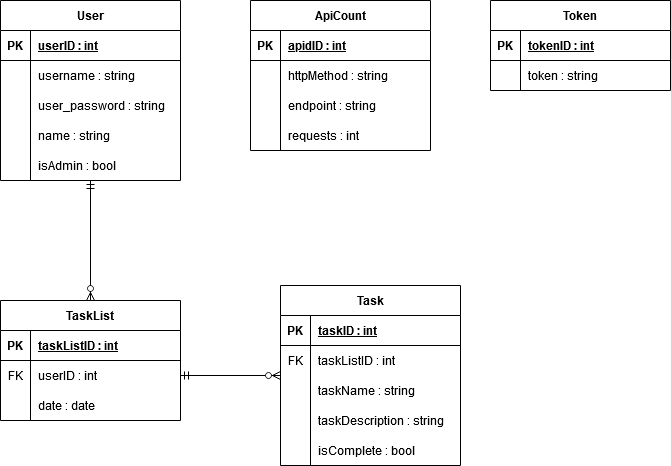 User
PK userID : int
username : string
user_password : string
name : string
isAdmin : bool
ApiCount
PK apidID : int
httpMethod : string
endpoint : string
requests : int
Token
PK tokenID : int
token : string
TaskList
PK taskListID : int
FK userID : int
date : date
Task
PK taskID : int
FK taskListID : int
taskName : string
taskDescription : string
isComplete : bool